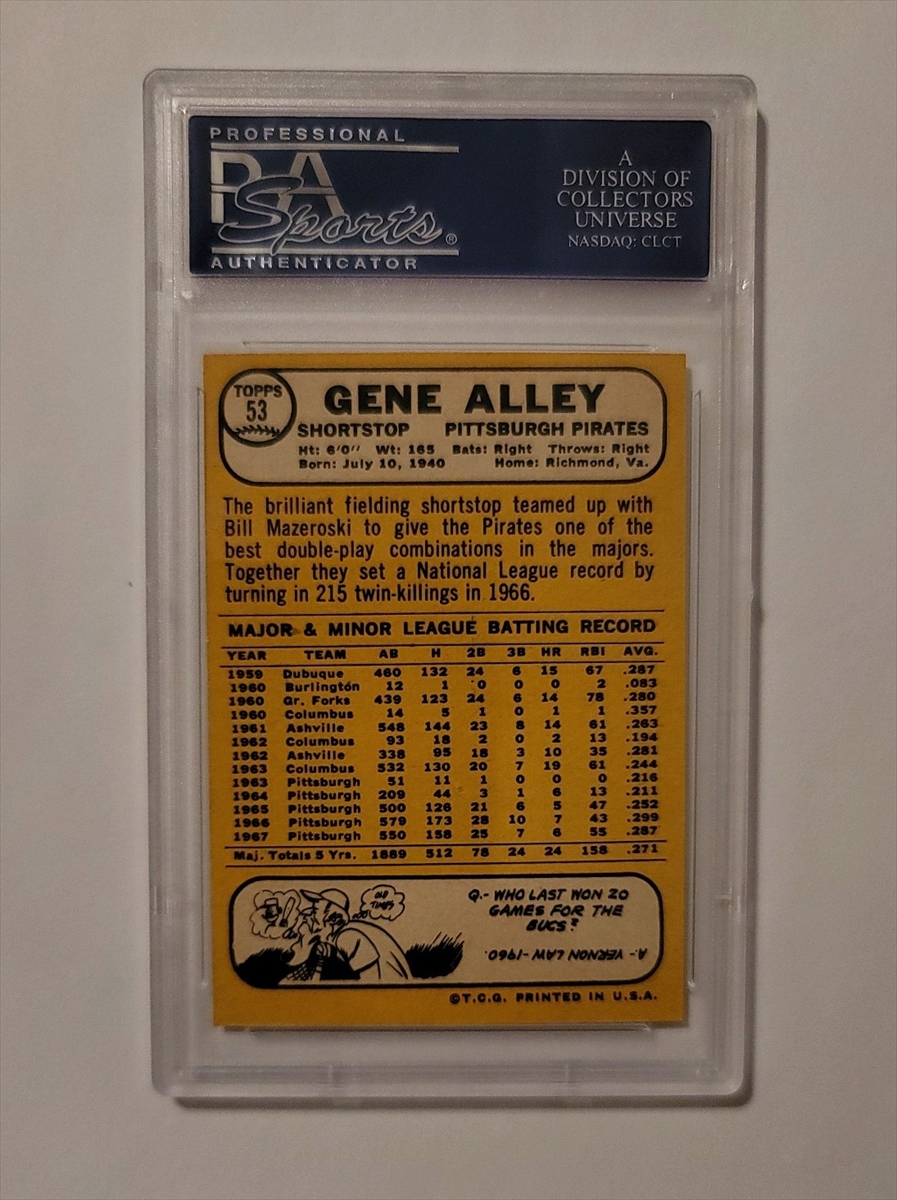 PROFESSIONAL
PSA
Sports®
AUTHENTICATOR
A
DIVISION OF
COLLECTORS
UNIVERSE
NASDAQ: CLCT
TOPPS
53
GENE ALLEY
SHORTSTOP PITTSBURGH PIRATES
Ht: 6'0" Wt: 165 Bats: Right Throws: Right
Born: July 10, 1940 Home: Richmond, Va.
The brilliant fielding shortstop teamed up with
Bill Mazeroski to give the Pirates one of the
best double-play combinations in the majors.
Together they set a National League record by
turning in 215 twin-killings in 1966.
MAJOR & MINOR LEAGUE BATTING RECORD
YEAR TEAM AB H 2B 3B HR RBI AVG.
1959 Dubuque 460 132 24 6 15 67 .287
1960 Burlington 12 1 0 0 0 2 .083
1960 Gr. Forks 439 123 24 6 14 78 .280
1960 Columbus 14 5 1 0 1 1 .357
1961 Ashville 548 144 23 8 14 61 .263
1962 Columbus 93 18 2 0 2 13 .194
1962 Ashville 338 95 18 3 10 35 .281
1963 Columbus 532 130 20 7 19 61 .244
1963 Pittsburgh 51 11 1 0 0 0 .216
1964 Pittsburgh 209 44 3 1 6 13 .211
1965 Pittsburgh 500 126 21 6 5 47 .252
1966 Pittsburgh 579 173 28 10 7 43 .299
1967 Pittsburgh 550 158 25 7 6 55 .287
Maj. Totals 5 Yrs. 1889 512 78 24 24 158 .271
OLD
TIMES
Q.- WHO LAST WON 20
GAMES FOR THE
BUCS?
A. VERNON LAW -1960.
©T.C.G. PRINTED IN U.S.A.